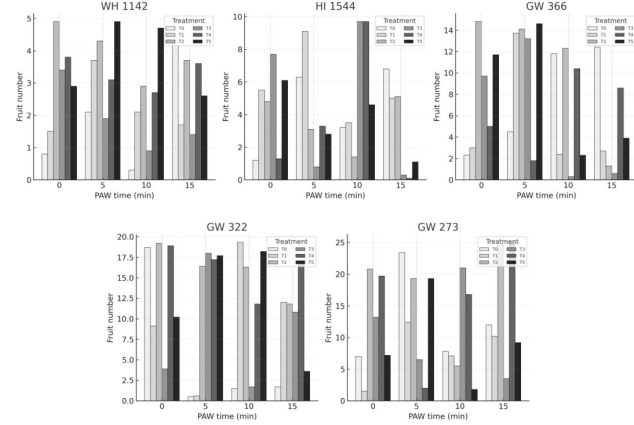 WH 1142
Fruit number
5
4
3
2
1
0
Treatment
T0 T3
T1 T4
T2 T5
0 5 10 15
PAW time (min)
HI 1544
Fruit number
10
8
6
4
2
0
Treatment
T0 T3
T1 T4
T2 T5
0 5 10 15
PAW time (min)
GW 366
Fruit number
14
12
10
8
6
4
2
0
Treatment
T0 T3
T1 T4
T2 T5
0 5 10 15
PAW time (min)
GW 322
Fruit number
20.0
17.5
15.0
12.5
10.0
7.5
5.0
2.5
0.0
Treatment
T0 T3
T1 T4
T2 T5
0 5 10 15
PAW time (min)
GW 273
Fruit number
25
20
15
10
5
0
Treatment
T0 T3
T1 T4
T2 T5
0 5 10 15
PAW time (min)